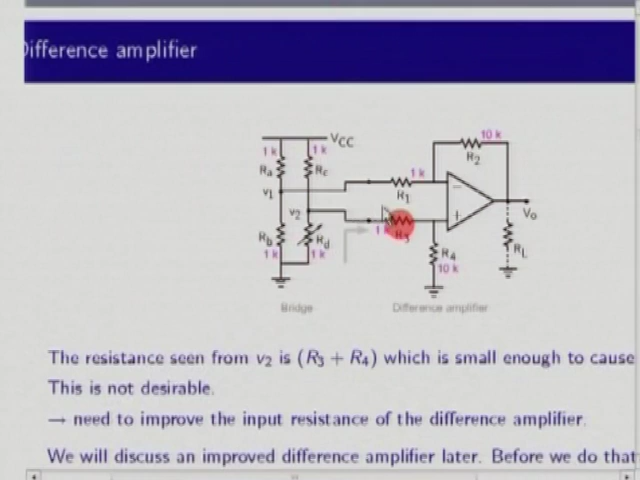 Difference amplifier
VCC
1 k
1 k
10 k
Ra
Rc
R2
1 k
v1
R1
v2
Vo
1 k
R3
Rb
Rd
R4
RL
1 k
1 k
10 k
Bridge
Difference amplifier
The resistance seen from v2 is (R3 + R4) which is small enough to cause
This is not desirable.
→ need to improve the input resistance of the difference amplifier.
We will discuss an improved difference amplifier later. Before we do that